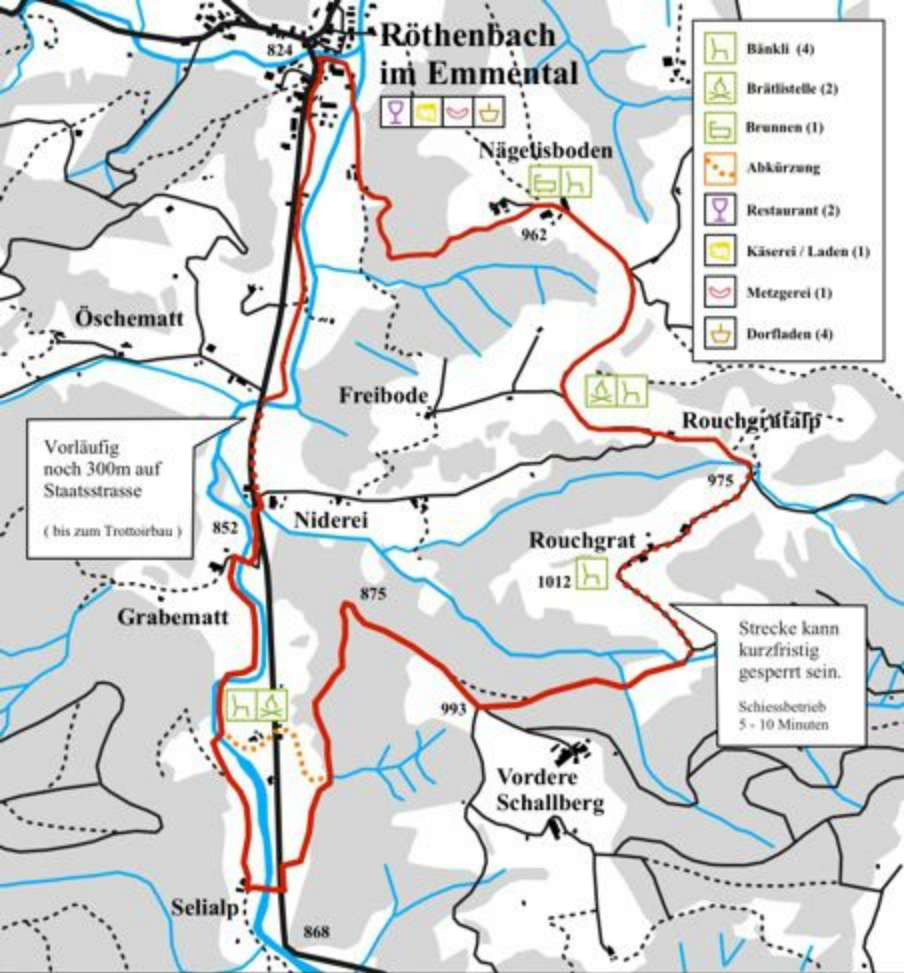 824
Röthenbach
im Emmental
Nägelisboden
962
Bänkli (4)
Brätlistelle (2)
Brunnen (1)
Abkürzung
Restaurant (2)
Käserei / Laden (1)
Metzgerei (1)
Dorfladen (4)
Öschematt
Freibode
Rouchgratalp
975
Vorläufig
noch 300m auf
Staatsstrasse
( bis zum Trottoirbau )
852
Niderei
Rouchgrat
1012
Grabematt
875
Strecke kann
kurzfristig
gesperrt sein.
Schiessbetrieb
5 - 10 Minuten
993
Vordere
Schallberg
Selialp
868